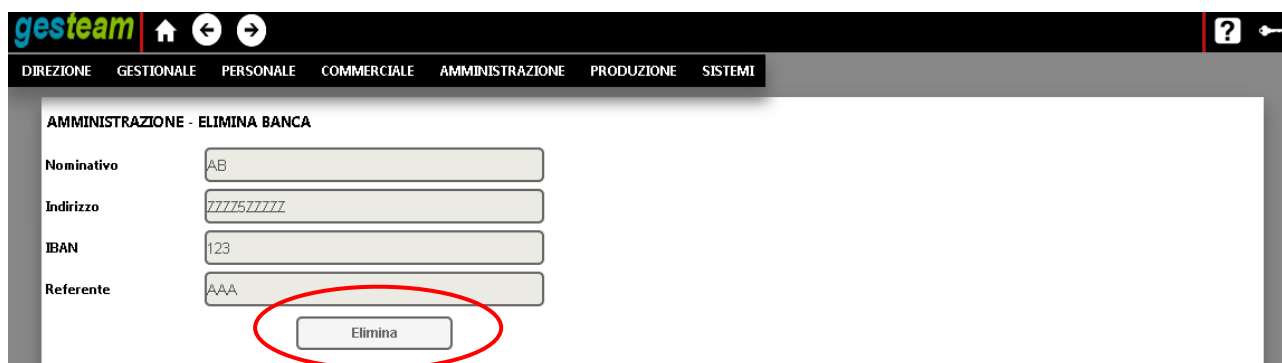 gesteam ?
DIREZIONE GESTIONALE PERSONALE COMMERCIALE AMMINISTRAZIONE PRODUZIONE SISTEMI
AMMINISTRAZIONE - ELIMINA BANCA
Nominativo AB
Indirizzo 7777577777
IBAN 123
Referente AAA
Elimina